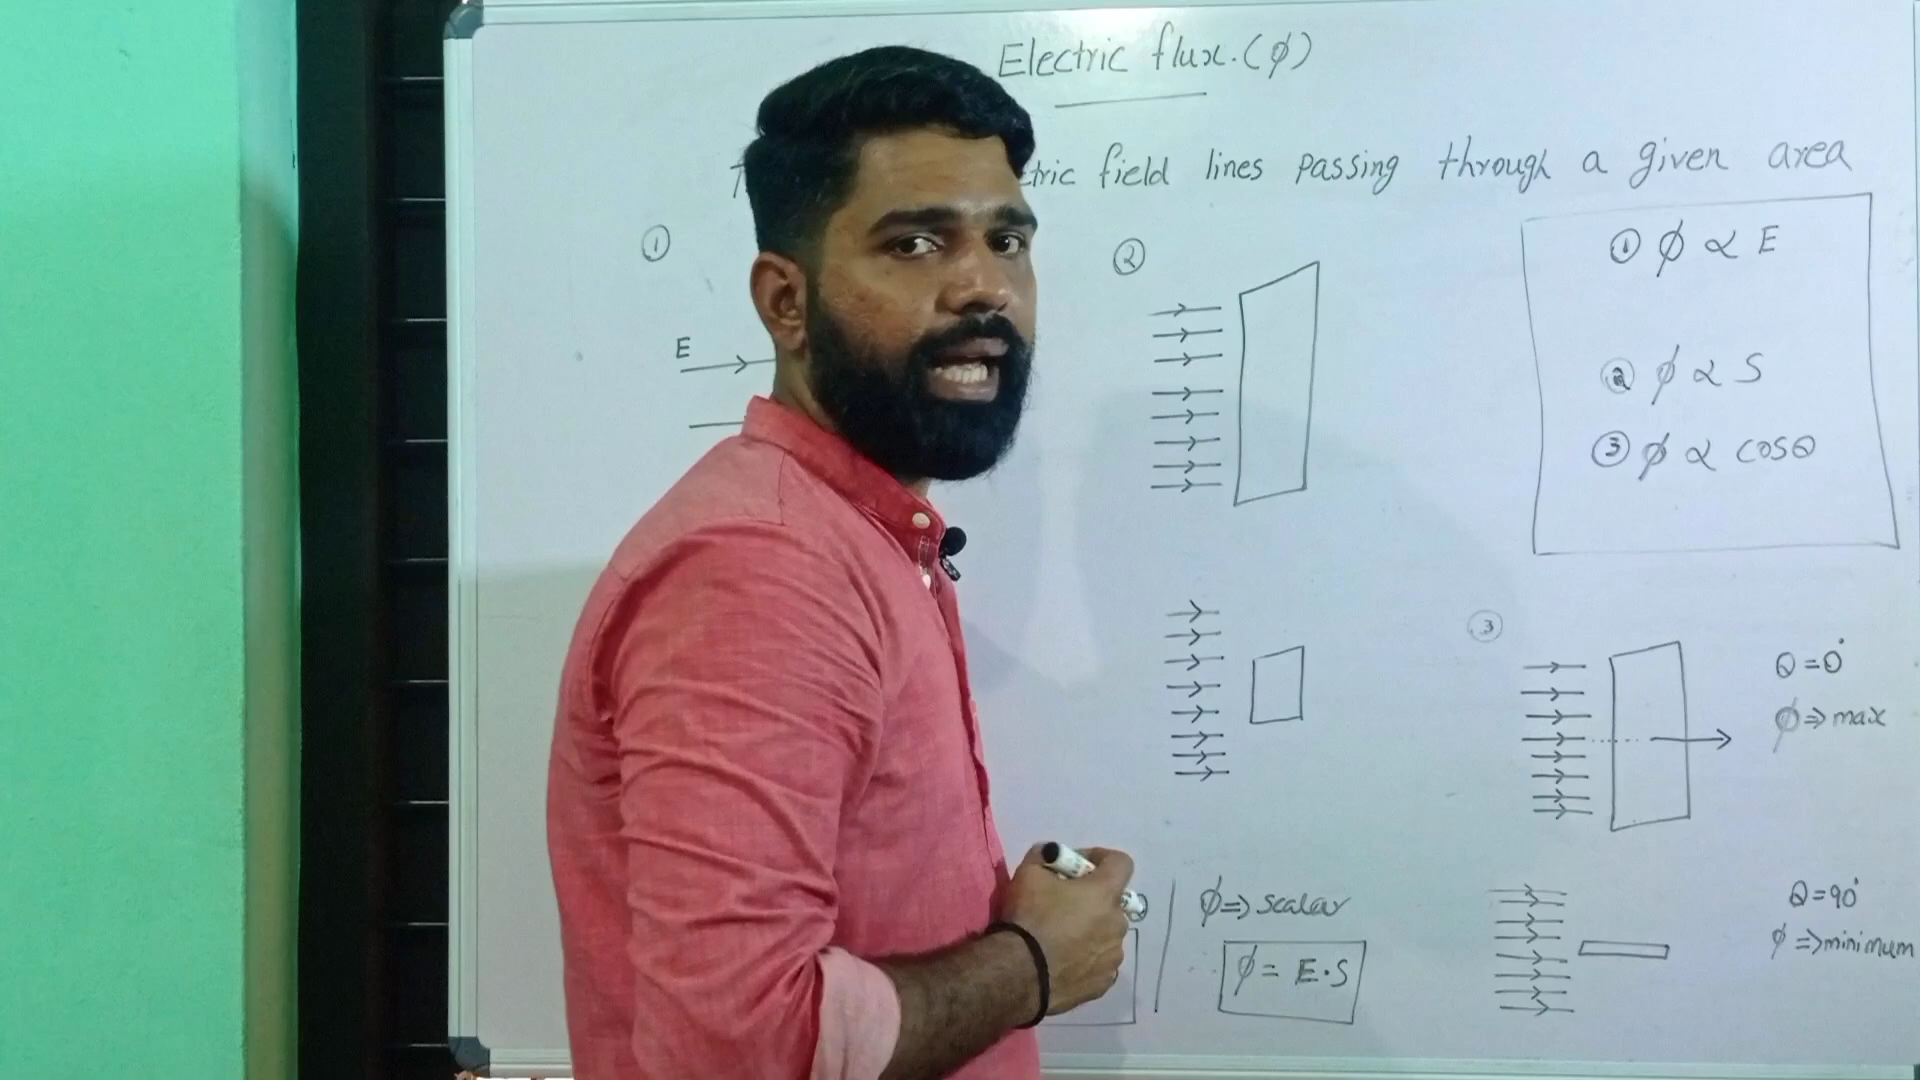 Electric flux. (ϕ)
tric field lines passing through a given area
①
E
②
① ϕ ∝ E
② ϕ ∝ S
③ ϕ ∝ cosθ
③
θ = 0°
ϕ ⇒ max
ϕ ⇒ scalar
ϕ = E · S
θ = 90°
ϕ ⇒ minimum